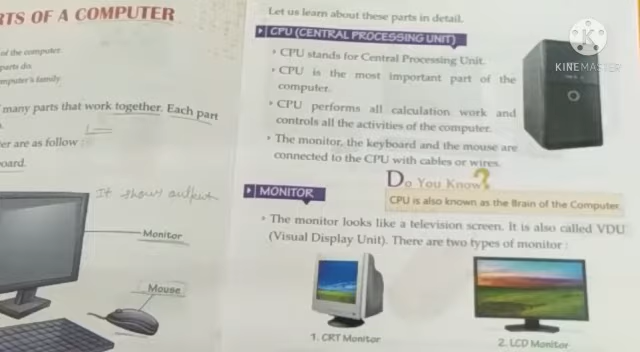 RTS OF A COMPUTER
of the computer.
parts do.
mputer's family
many parts that work together. Each part
er are as follow
oard.
It shows output
Monitor
Mouse
Let us learn about these parts in detail.
CPU (CENTRAL PROCESSING UNIT)
• CPU stands for Central Processing Unit.
• CPU is the most important part of the
computer.
• CPU performs all calculation work and
controls all the activities of the computer.
• The monitor, the keyboard and the mouse are
connected to the CPU with cables or wires.
Do You Know?
CPU is also known as the Brain of the Computer.
MONITOR
• The monitor looks like a television screen. It is also called VDU
(Visual Display Unit). There are two types of monitor :
1. CRT Monitor
2. LCD Monitor
KINEMASTER